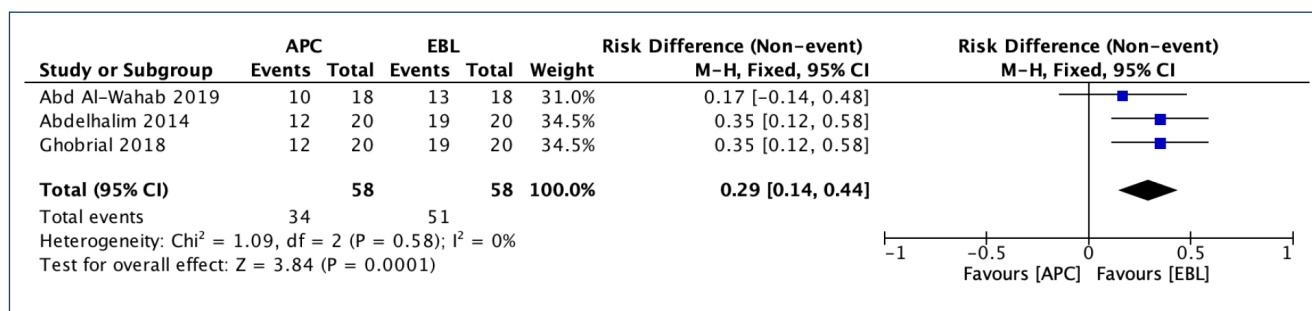 APC EBL Risk Difference (Non-event) Risk Difference (Non-event)
Study or Subgroup Events Total Events Total Weight M-H, Fixed, 95% CI M-H, Fixed, 95% CI
Abd Al-Wahab 2019 10 18 13 18 31.0% 0.17 [-0.14, 0.48]
Abdelhalim 2014 12 20 19 20 34.5% 0.35 [0.12, 0.58]
Ghobrial 2018 12 20 19 20 34.5% 0.35 [0.12, 0.58]
Total (95% CI) 58 58 100.0% 0.29 [0.14, 0.44]
Total events 34 51
Heterogeneity: Chi² = 1.09, df = 2 (P = 0.58); I² = 0%
Test for overall effect: Z = 3.84 (P = 0.0001)
-1 -0.5 0 0.5 1
Favours [APC] Favours [EBL]